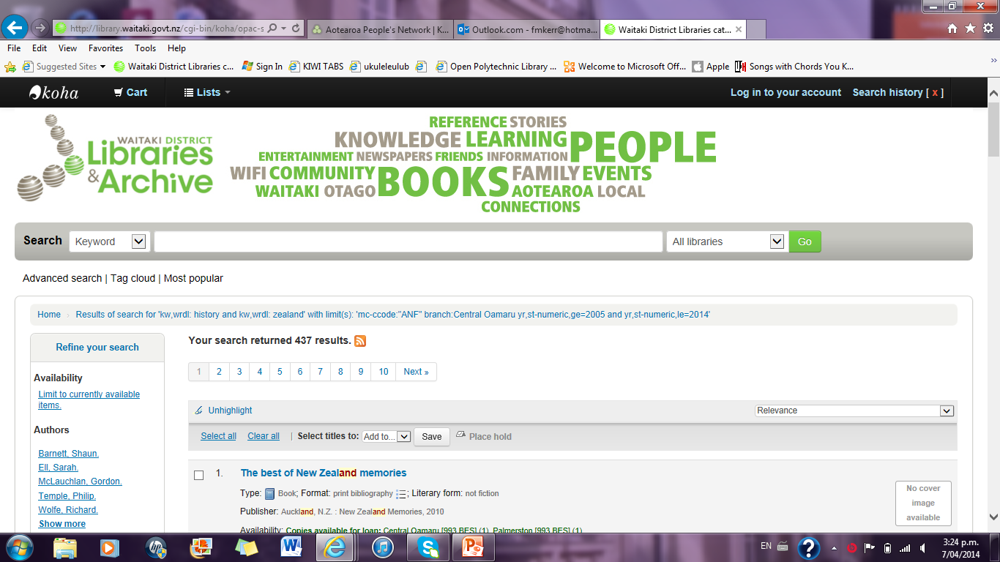 http://library.waitaki.govt.nz/cgi-bin/koha/opac-s
Aotearoa People's Network | K...
Outlook.com - fmkerr@hotma...
Waitaki District Libraries cat...
File Edit View Favorites Tools Help
Suggested Sites
Waitaki District Libraries c...
Sign In
KIWI TABS
ukuleleulub
Open Polytechnic Library ...
Welcome to Microsoft Off...
Apple
Songs with Chords You K...
koha Cart Lists Log in to your account Search history [ x ]
WAITAKI DISTRICT
Libraries
& Archive
REFERENCE STORIES
KNOWLEDGE LEARNING PEOPLE
ENTERTAINMENT NEWSPAPERS FRIENDS INFORMATION
WIFI COMMUNITY BOOKS FAMILY EVENTS
WAITAKI OTAGO AOTEAROA LOCAL
CONNECTIONS
Search Keyword All libraries Go
Advanced search | Tag cloud | Most popular
Home › Results of search for 'kw,wrdl: history and kw,wrdl: zealand' with limit(s): 'mc-ccode:"ANF" branch:Central Oamaru yr,st-numeric,ge=2005 and yr,st-numeric,le=2014'
Refine your search
Availability
Limit to currently available
items.
Authors
Barnett, Shaun.
Ell, Sarah.
McLauchlan, Gordon.
Temple, Philip.
Wolfe, Richard.
Show more
Your search returned 437 results.
1 2 3 4 5 6 7 8 9 10 Next »
Unhighlight Relevance
Select all Clear all | Select titles to: Add to... Save Place hold
1. The best of New Zealand memories
Type: Book; Format: print bibliography ; Literary form: not fiction
Publisher: Auckland, N.Z. : New Zealand Memories, 2010
Availability: Copies available for loan: Central Oamaru [993 BES] (1), Palmerston [993 BES] (1)
No cover
image
available
EN
3:24 p.m.
7/04/2014